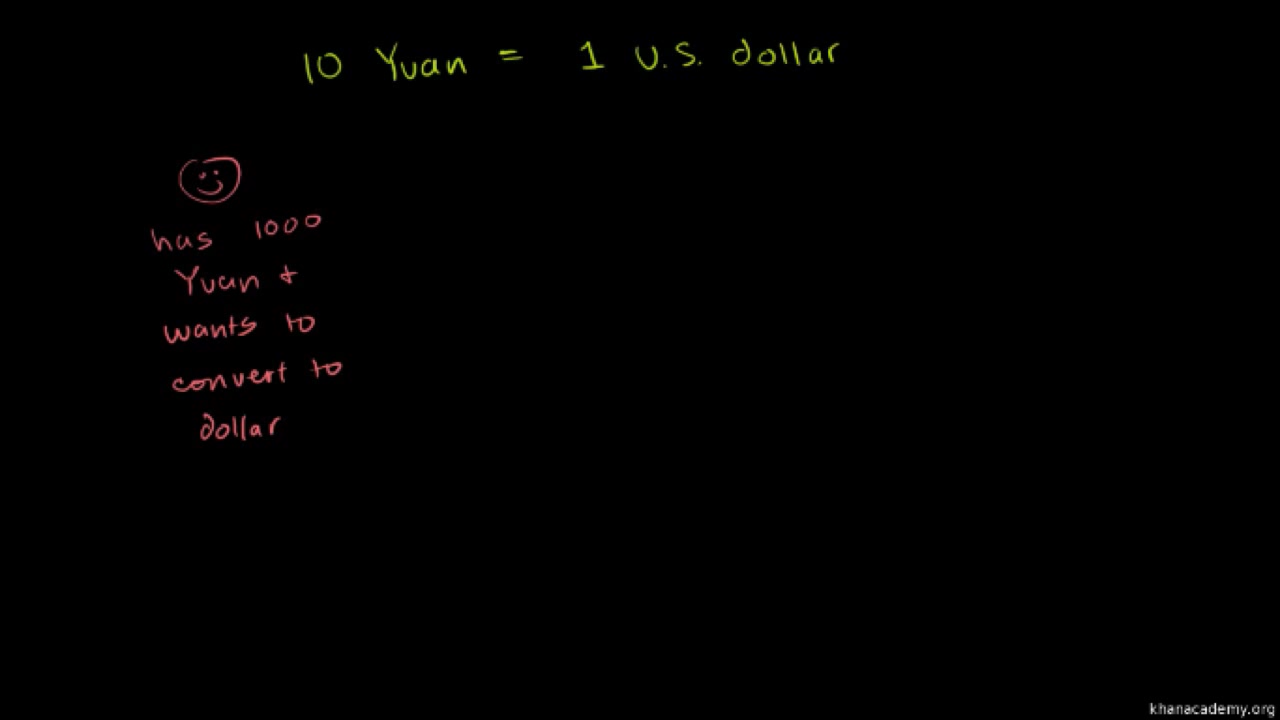 10 Yuan = 1 U.S. dollar
has 1000
Yuan +
wants to
convert to
dollar
khanacademy.org